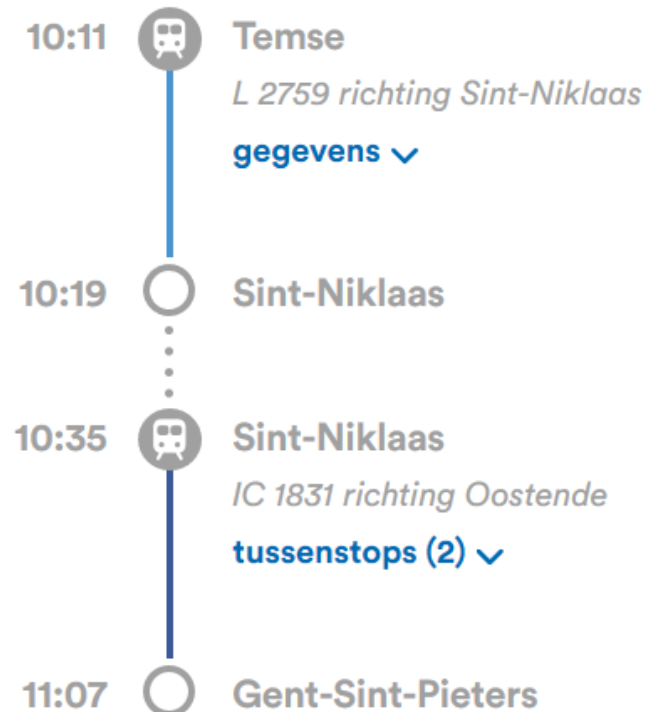 10:11 Temse
L 2759 richting Sint-Niklaas
gegevens
10:19 Sint-Niklaas
10:35 Sint-Niklaas
IC 1831 richting Oostende
tussenstops (2)
11:07 Gent-Sint-Pieters